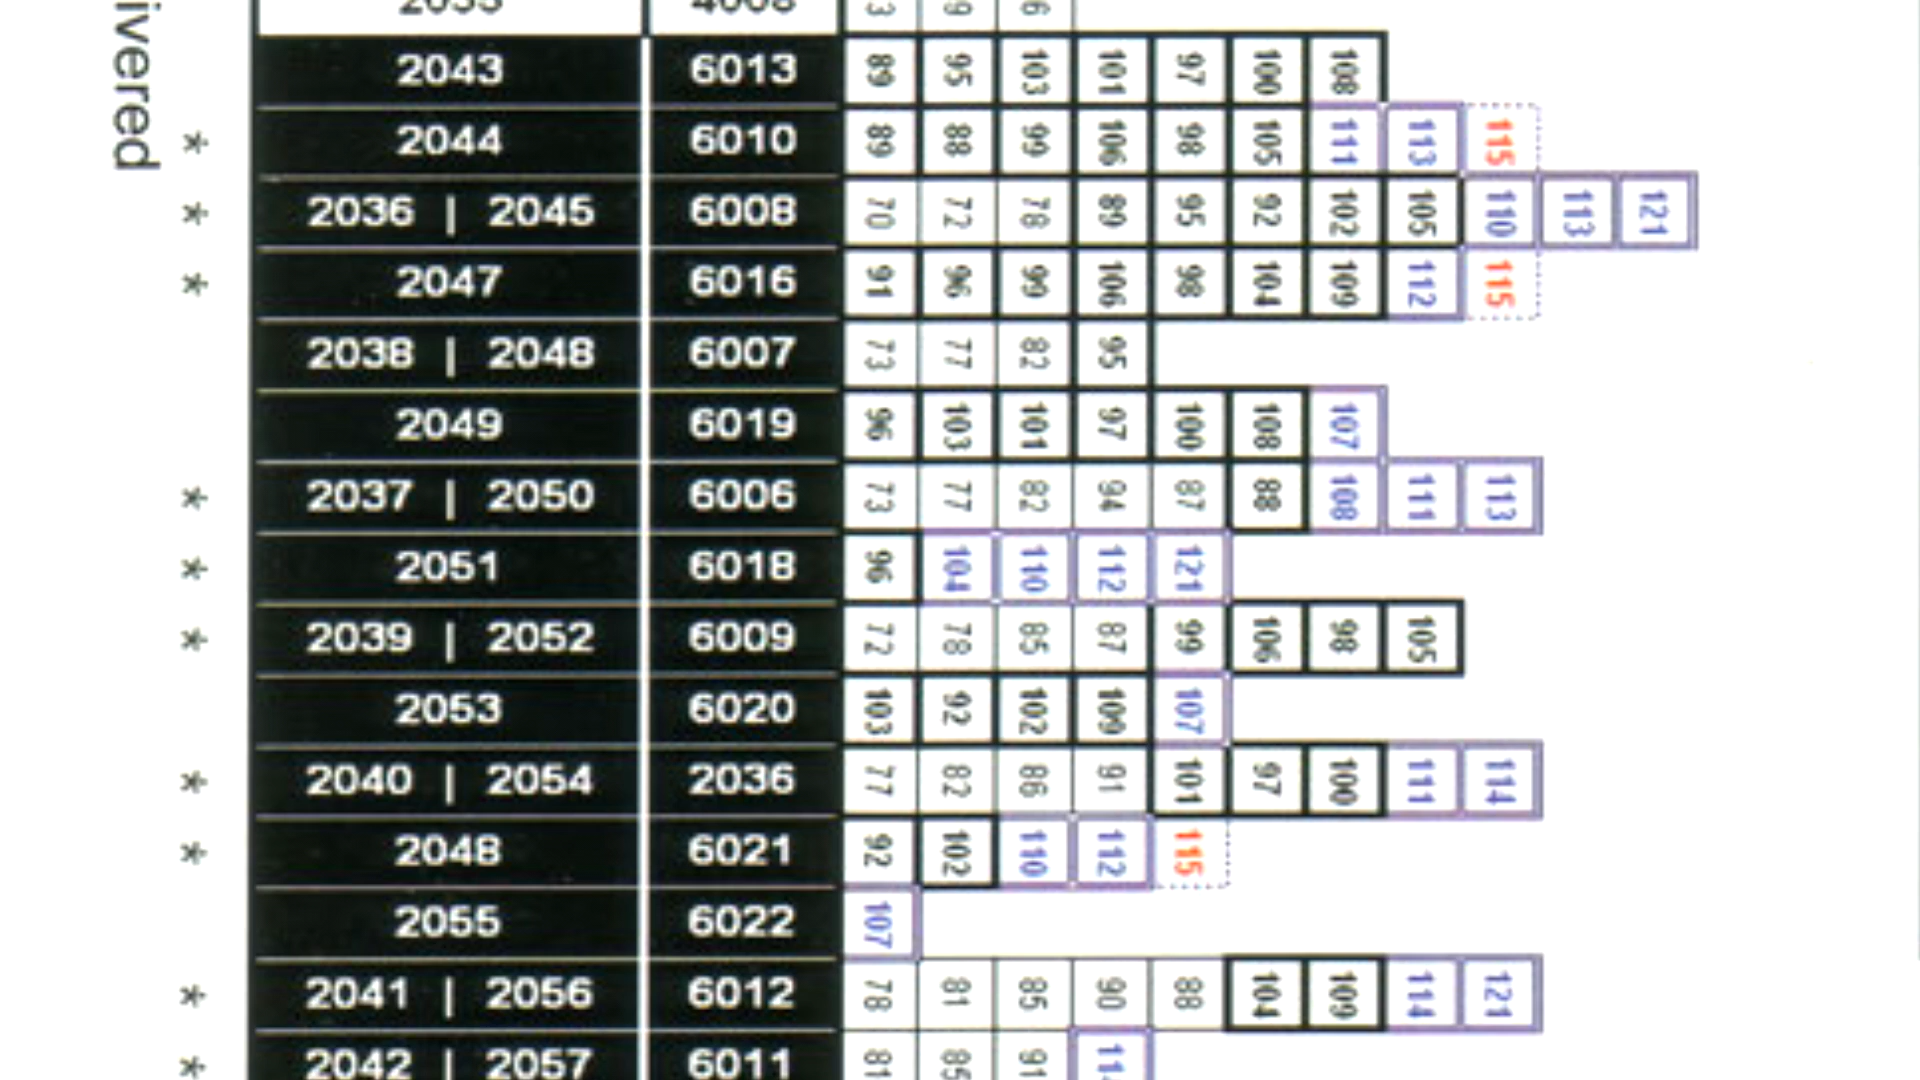 ivered
2043 6013 89 95 103 101 97 100 108
* 2044 6010 89 88 99 106 98 105 111 113 115
* 2036 | 2045 6008 70 72 78 89 95 92 102 105 110 113 121
* 2047 6016 91 96 99 106 98 104 109 112 115
2038 | 2048 6007 73 77 82 95
2049 6019 96 103 101 97 100 108 107
* 2037 | 2050 6006 73 77 82 94 87 88 108 111 113
* 2051 6018 96 104 110 112 121
* 2039 | 2052 6009 72 78 85 87 99 106 98 105
2053 6020 103 92 102 109 107
* 2040 | 2054 2036 77 82 86 91 101 97 100 111 114
* 2048 6021 92 102 110 112 115
2055 6022 107
* 2041 | 2056 6012 78 81 85 90 88 104 109 114 121
* 2042 | 2057 6011 81 85 91